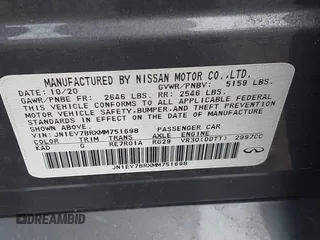 MANUFACTURED BY NISSAN MOTOR CO.,LTD.
DATE: 10/20 GVWR/PNBV: 5159 LBS.
GAWR/PNBE FR: 2646 LBS. RR: 2546 LBS.
THIS VEHICLE CONFORMS TO ALL APPLICABLE FEDERAL
MOTOR VEHICLE SAFETY, BUMPER, AND THEFT PREVENTION
STANDARDS IN EFFECT ON THE DATE OF MANUFACTURE SHOWN ABOVE.
VIN: JN1EV7BRXMM751698 PASSENGER CAR
COLOR TRIM TRANS AXLE ENGINE
KAD G RE7R01A RG29 VR30(DDTT) 2997CC
JN1EV7BRXMM751698
INFINITI
© AUTOBIDMASTER